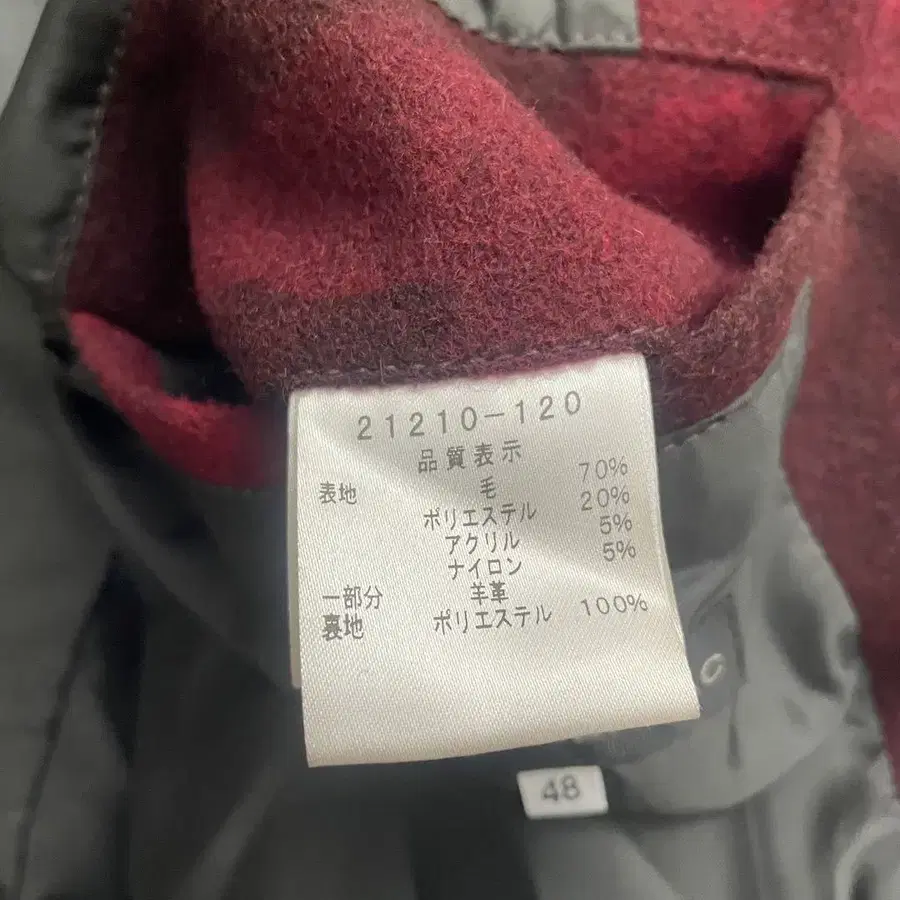 21210-120
品質表示
表地 毛 70%
ポリエステル 20%
アクリル 5%
ナイロン 5%
一部分 羊革
裏地 ポリエステル 100%
48